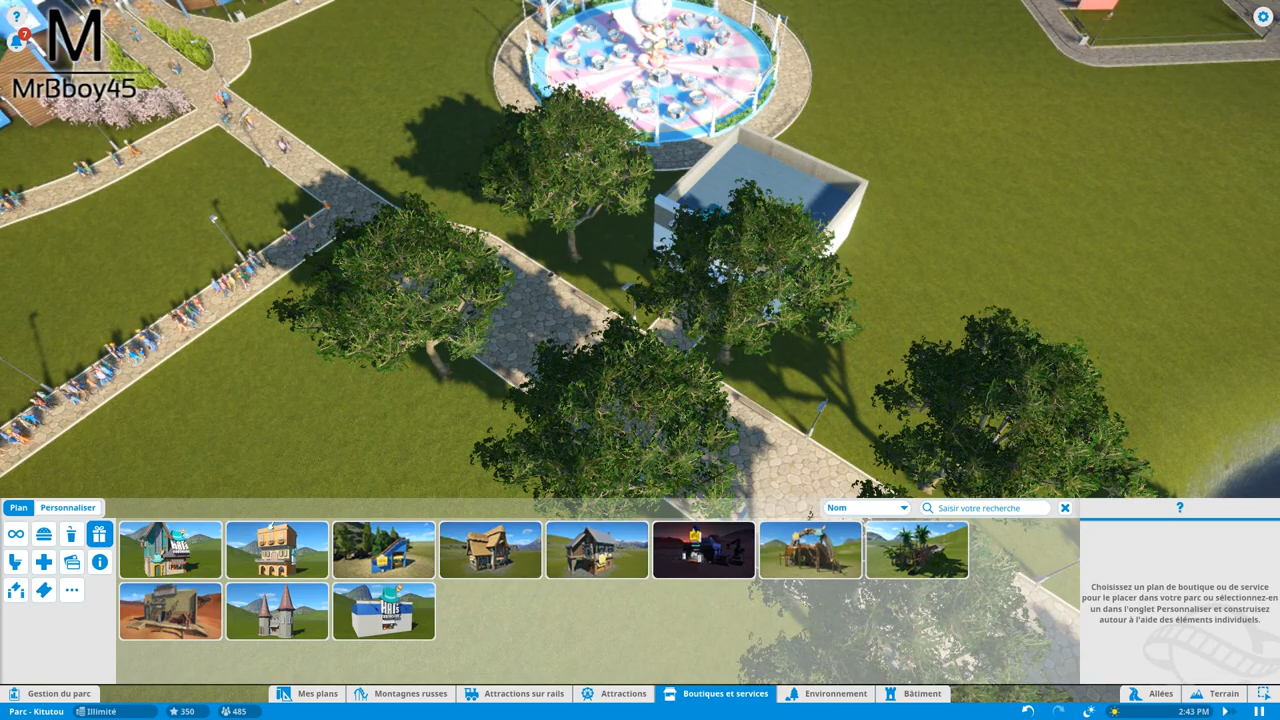 ?
7
M
MrBboy45
Plan
Personnaliser
Nom
Saisir votre recherche
?
Choisissez un plan de boutique ou de service
pour le placer dans votre parc ou sélectionnez-en
un dans l'onglet Personnaliser et construisez
autour à l'aide des éléments individuels.
Gestion du parc
Mes plans
Montagnes russes
Attractions sur rails
Attractions
Boutiques et services
Environnement
Bâtiment
Allées
Terrain
Parc - Kitutou
Illimité
350
485
2:43 PM